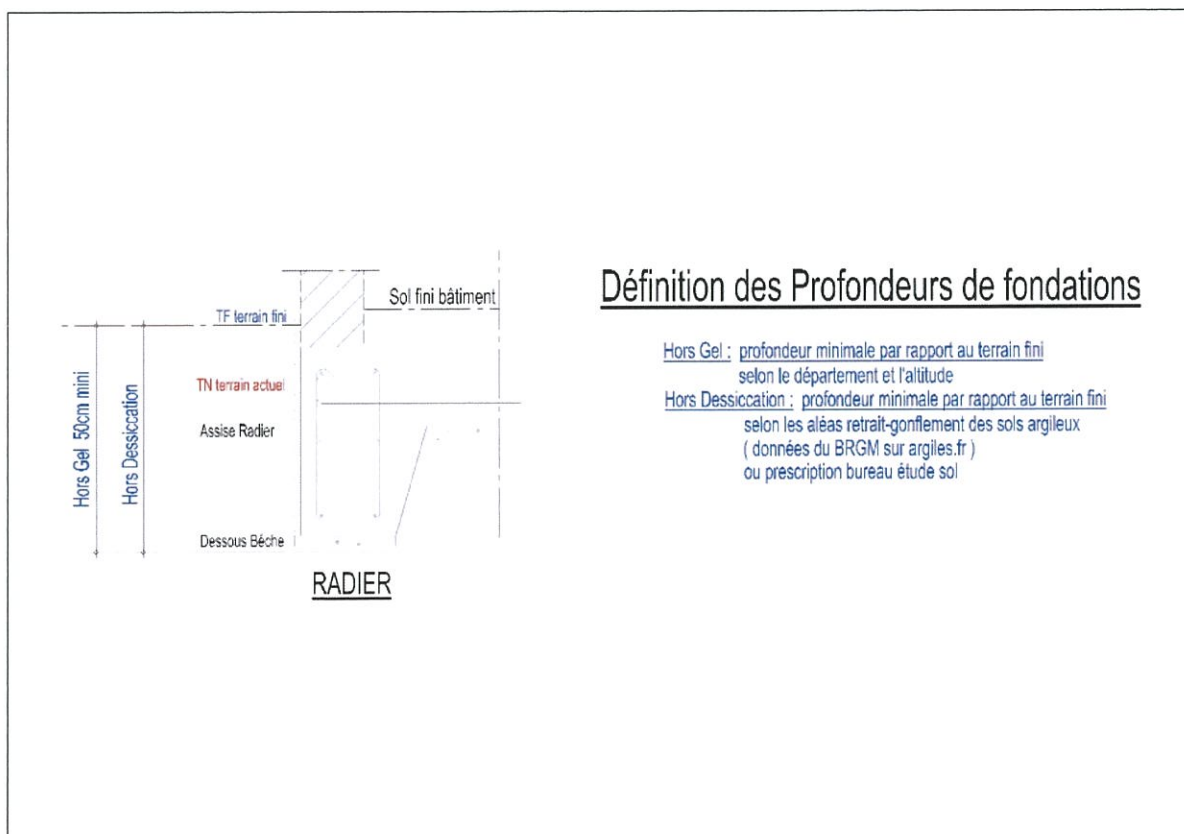 Définition des Profondeurs de fondations
Sol fini bâtiment
TF terrain fini
Hors Gel : profondeur minimale par rapport au terrain fini
selon le département et l'altitude
Hors Dessiccation : profondeur minimale par rapport au terrain fini
selon les aléas retrait-gonflement des sols argileux
( données du BRGM sur argiles.fr )
ou prescription bureau étude sol
TN terrain actuel
Assise Radier
Hors Gel 50cm mini
Hors Dessiccation
Dessous Bêche
RADIER